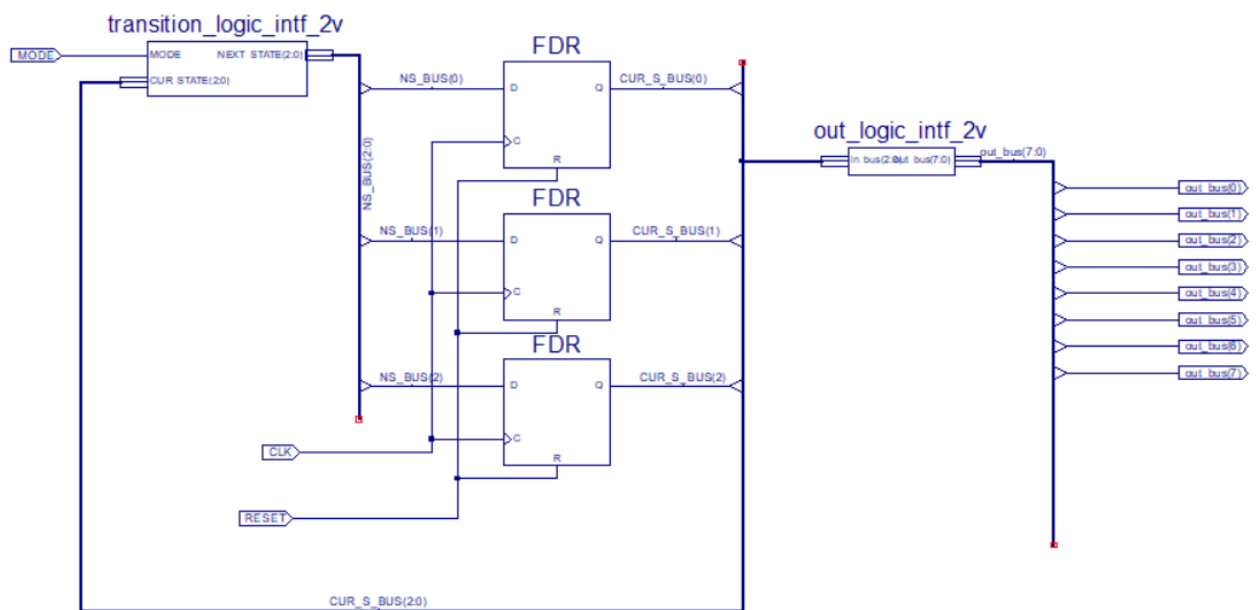 transition_logic_intf_2v
MODE
MODE NEXT STATE(2:0)
CUR STATE(2:0)
NS_BUS(2:0)
FDR
NS_BUS(0)
D Q
C
R
CUR_S_BUS(0)
FDR
NS_BUS(1)
D Q
C
R
CUR_S_BUS(1)
FDR
NS_BUS(2)
D Q
C
R
CUR_S_BUS(2)
CLK
RESET
CUR_S_BUS(2:0)
out_logic_intf_2v
in bus(2:0) out bus(7:0)
out_bus(7:0)
out_bus(0)
out_bus(1)
out_bus(2)
out_bus(3)
out_bus(4)
out_bus(5)
out_bus(6)
out_bus(7)